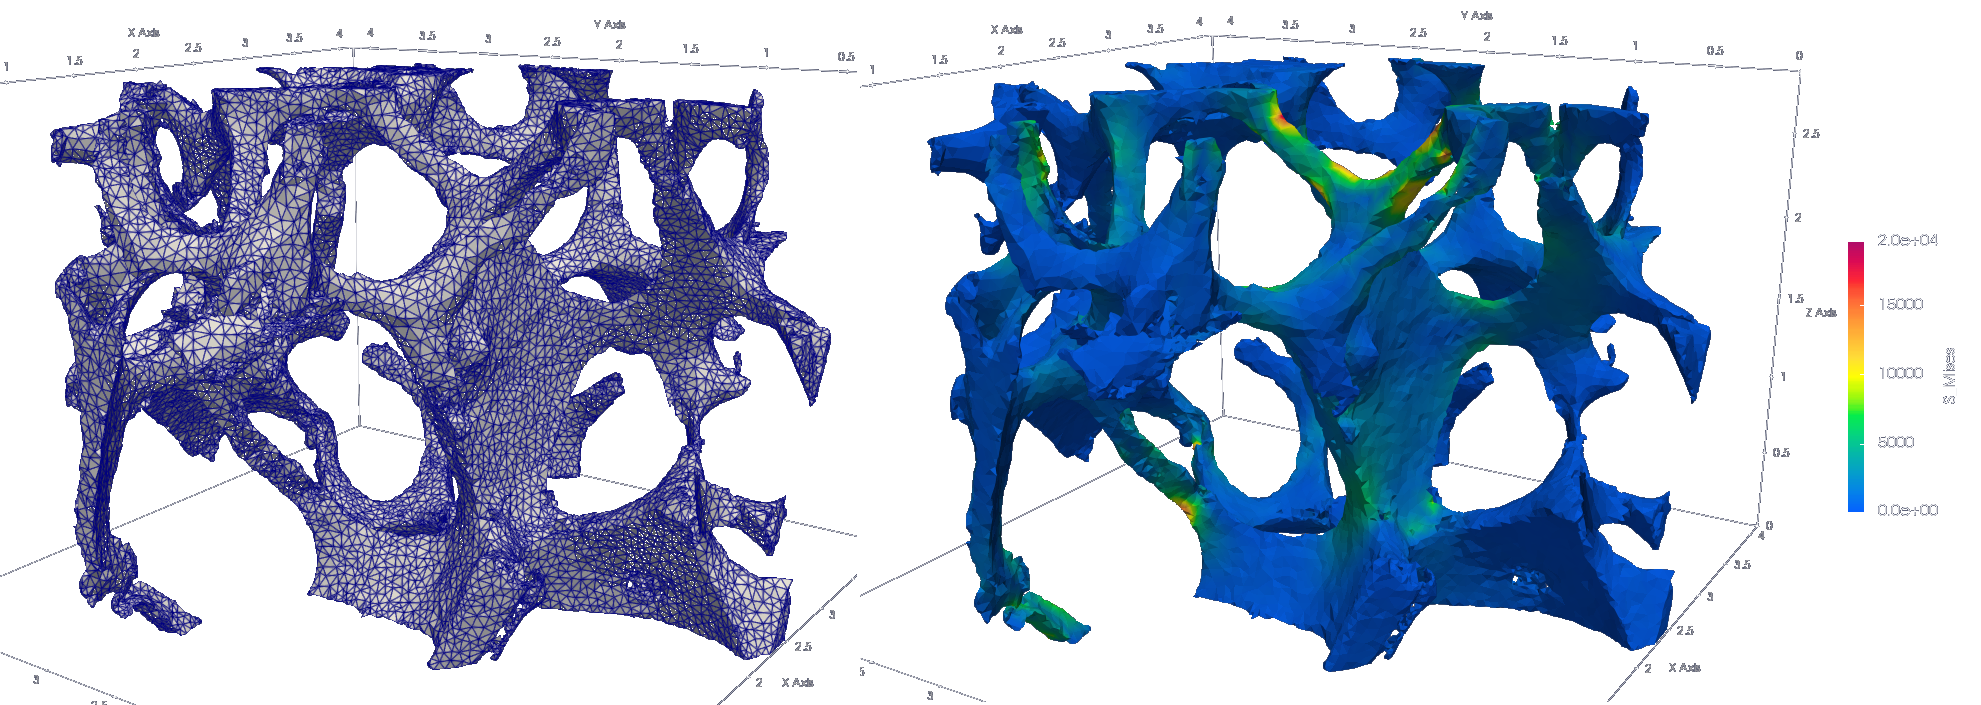 X Axis
1 1.5 2 2.5 3 3.5 4
Y Axis
4 3.5 3 2.5 2 1.5 1 0.5
3 2.5
2 2.5 3
X Axis
X Axis
1 1.5 2 2.5 3 3.5 4
Y Axis
4 3.5 3 2.5 2 1.5 1 0.5 0
2.5
2
1.5
Z Axis
1
0.5
0
4
3.5
3
2.5
2
X Axis
3
2.0e+04
15000
10000
5000
0.0e+00
S_Mises